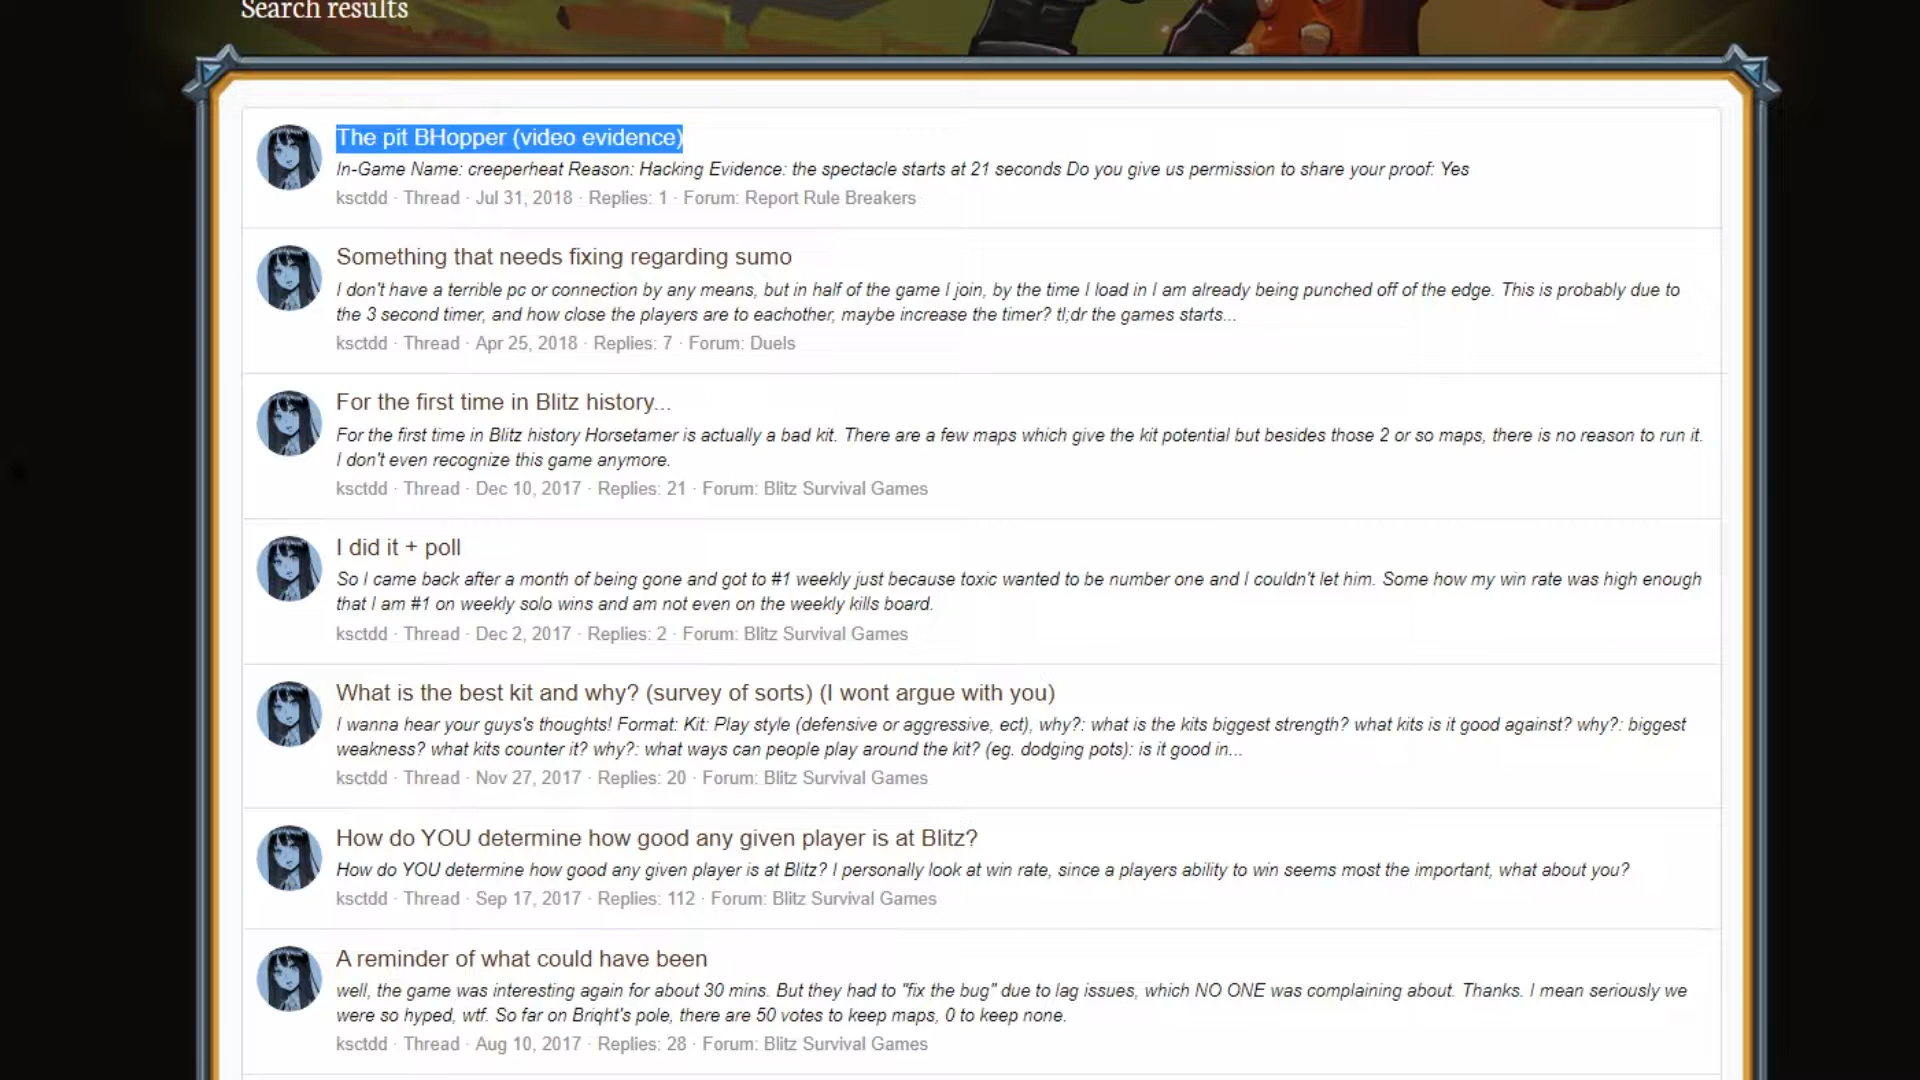 Search results
The pit BHopper (video evidence)
In-Game Name: creeperheat Reason: Hacking Evidence: the spectacle starts at 21 seconds Do you give us permission to share your proof: Yes
ksctdd · Thread · Jul 31, 2018 · Replies: 1 · Forum: Report Rule Breakers
Something that needs fixing regarding sumo
I don't have a terrible pc or connection by any means, but in half of the game I join, by the time I load in I am already being punched off of the edge. This is probably due to
the 3 second timer, and how close the players are to eachother, maybe increase the timer? tl;dr the games starts...
ksctdd · Thread · Apr 25, 2018 · Replies: 7 · Forum: Duels
For the first time in Blitz history...
For the first time in Blitz history Horsetamer is actually a bad kit. There are a few maps which give the kit potential but besides those 2 or so maps, there is no reason to run it.
I don't even recognize this game anymore.
ksctdd · Thread · Dec 10, 2017 · Replies: 21 · Forum: Blitz Survival Games
I did it + poll
So I came back after a month of being gone and got to #1 weekly just because toxic wanted to be number one and I couldn't let him. Some how my win rate was high enough
that I am #1 on weekly solo wins and am not even on the weekly kills board.
ksctdd · Thread · Dec 2, 2017 · Replies: 2 · Forum: Blitz Survival Games
What is the best kit and why? (survey of sorts) (I wont argue with you)
I wanna hear your guys's thoughts! Format: Kit: Play style (defensive or aggressive, ect), why?: what is the kits biggest strength? what kits is it good against? why?: biggest
weakness? what kits counter it? why?: what ways can people play around the kit? (eg. dodging pots): is it good in...
ksctdd · Thread · Nov 27, 2017 · Replies: 20 · Forum: Blitz Survival Games
How do YOU determine how good any given player is at Blitz?
How do YOU determine how good any given player is at Blitz? I personally look at win rate, since a players ability to win seems most the important, what about you?
ksctdd · Thread · Sep 17, 2017 · Replies: 112 · Forum: Blitz Survival Games
A reminder of what could have been
well, the game was interesting again for about 30 mins. But they had to "fix the bug" due to lag issues, which NO ONE was complaining about. Thanks. I mean seriously we
were so hyped, wtf. So far on Bright's pole, there are 50 votes to keep maps, 0 to keep none.
ksctdd · Thread · Aug 10, 2017 · Replies: 28 · Forum: Blitz Survival Games